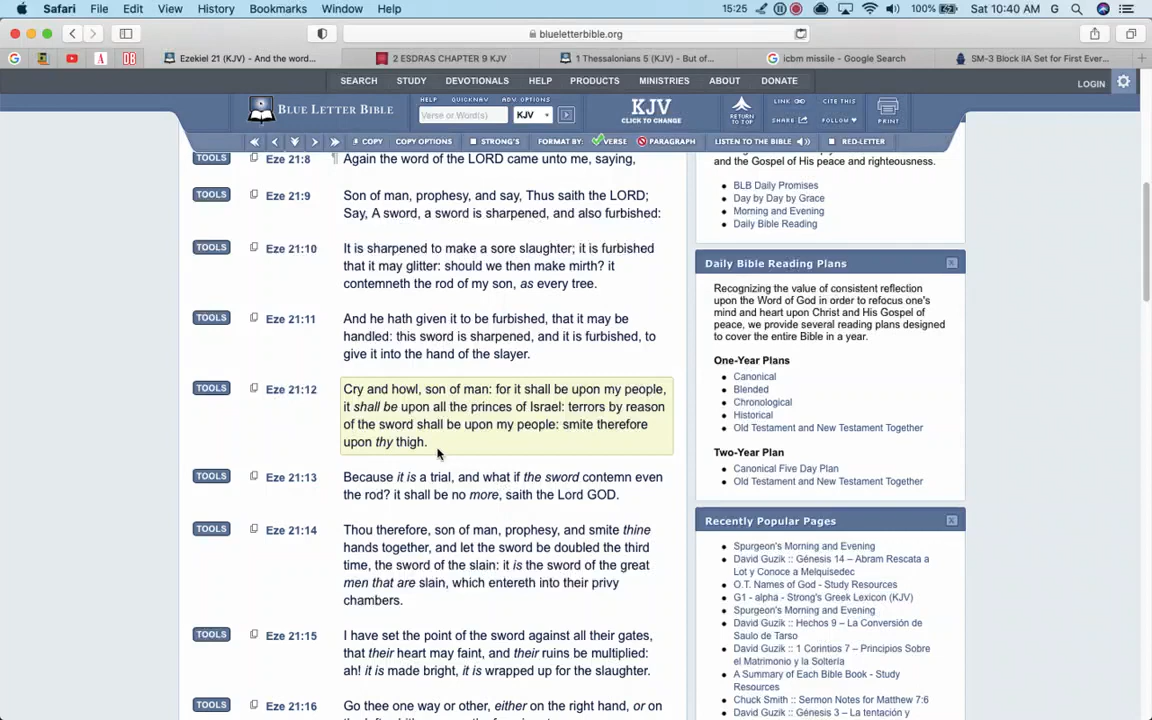 Safari File Edit View History Bookmarks Window Help 15:25 100% Sat 10:40 AM G
blueletterbible.org
Ezekiel 21 (KJV) - And the word... 2 ESDRAS CHAPTER 9 KJV 1 Thessalonians 5 (KJV) - But of... icbm missile - Google Search SM-3 Block IIA Set for First Ever...
SEARCH STUDY DEVOTIONALS HELP PRODUCTS MINISTRIES ABOUT DONATE LOGIN
BLUE LETTER BIBLE
HELP QUICKNAV ADV OPTIONS
Verse or Word(s) KJV
KJV
CLICK TO CHANGE
RETURN
TO TOP
LINK CITE THIS
SHARE FOLLOW
PRINT
COPY COPY OPTIONS STRONG'S FORMAT BY: VERSE PARAGRAPH LISTEN TO THE BIBLE RED-LETTER
TOOLS Eze 21:8 ¶ Again the word of the LORD came unto me, saying,
TOOLS Eze 21:9 Son of man, prophesy, and say, Thus saith the LORD;
Say, A sword, a sword is sharpened, and also furbished:
TOOLS Eze 21:10 It is sharpened to make a sore slaughter; it is furbished
that it may glitter: should we then make mirth? it
contemneth the rod of my son, as every tree.
TOOLS Eze 21:11 And he hath given it to be furbished, that it may be
handled: this sword is sharpened, and it is furbished, to
give it into the hand of the slayer.
TOOLS Eze 21:12 Cry and howl, son of man: for it shall be upon my people,
it shall be upon all the princes of Israel: terrors by reason
of the sword shall be upon my people: smite therefore
upon thy thigh.
TOOLS Eze 21:13 Because it is a trial, and what if the sword contemn even
the rod? it shall be no more, saith the Lord GOD.
TOOLS Eze 21:14 Thou therefore, son of man, prophesy, and smite thine
hands together, and let the sword be doubled the third
time, the sword of the slain: it is the sword of the great
men that are slain, which entereth into their privy
chambers.
TOOLS Eze 21:15 I have set the point of the sword against all their gates,
that their heart may faint, and their ruins be multiplied:
ah! it is made bright, it is wrapped up for the slaughter.
TOOLS Eze 21:16 Go thee one way or other, either on the right hand, or on
and the Gospel of His peace and righteousness.
BLB Daily Promises
Day by Day by Grace
Morning and Evening
Daily Bible Reading
Daily Bible Reading Plans
Recognizing the value of consistent reflection
upon the Word of God in order to refocus one's
mind and heart upon Christ and His Gospel of
peace, we provide several reading plans designed
to cover the entire Bible in a year.
One-Year Plans
Canonical
Blended
Chronological
Historical
Old Testament and New Testament Together
Two-Year Plan
Canonical Five Day Plan
Old Testament and New Testament Together
Recently Popular Pages
Spurgeon's Morning and Evening
David Guzik :: Génesis 14 – Abram Rescata a
Lot y Conoce a Melquisedec
O.T. Names of God - Study Resources
G1 - alpha - Strong's Greek Lexicon (KJV)
Spurgeon's Morning and Evening
David Guzik :: Hechos 9 – La Conversión de
Saulo de Tarso
David Guzik :: 1 Corintios 7 – Principios Sobre
el Matrimonio y la Soltería
A Summary of Each Bible Book - Study
Resources
Chuck Smith :: Sermon Notes for Matthew 7:6
David Guzik :: Génesis 3 – La tentación y